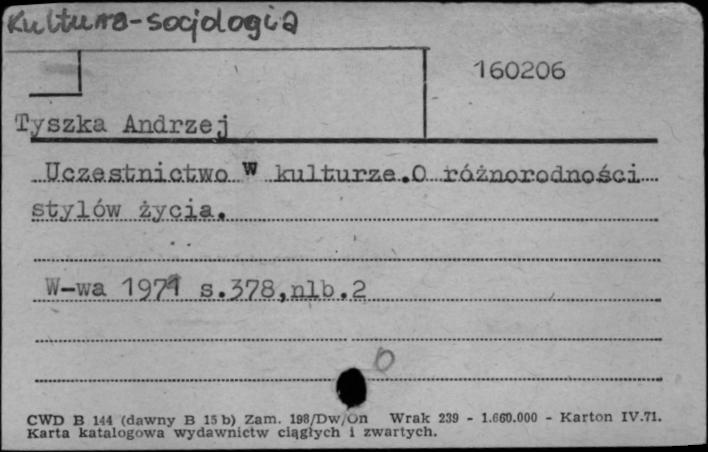 Kultura-socjologia
160206
Tyszka Andrzej
Uczestnictwo w kulturze.O różnorodności
stylów życia.
W-wa 1971 s.378,nlb.2
0
CWD B 144 (dawny B 15 b) Zam. 198/Dw/On Wrak 239 - 1.660.000 - Karton IV.71.
Karta katalogowa wydawnictw ciągłych i zwartych.